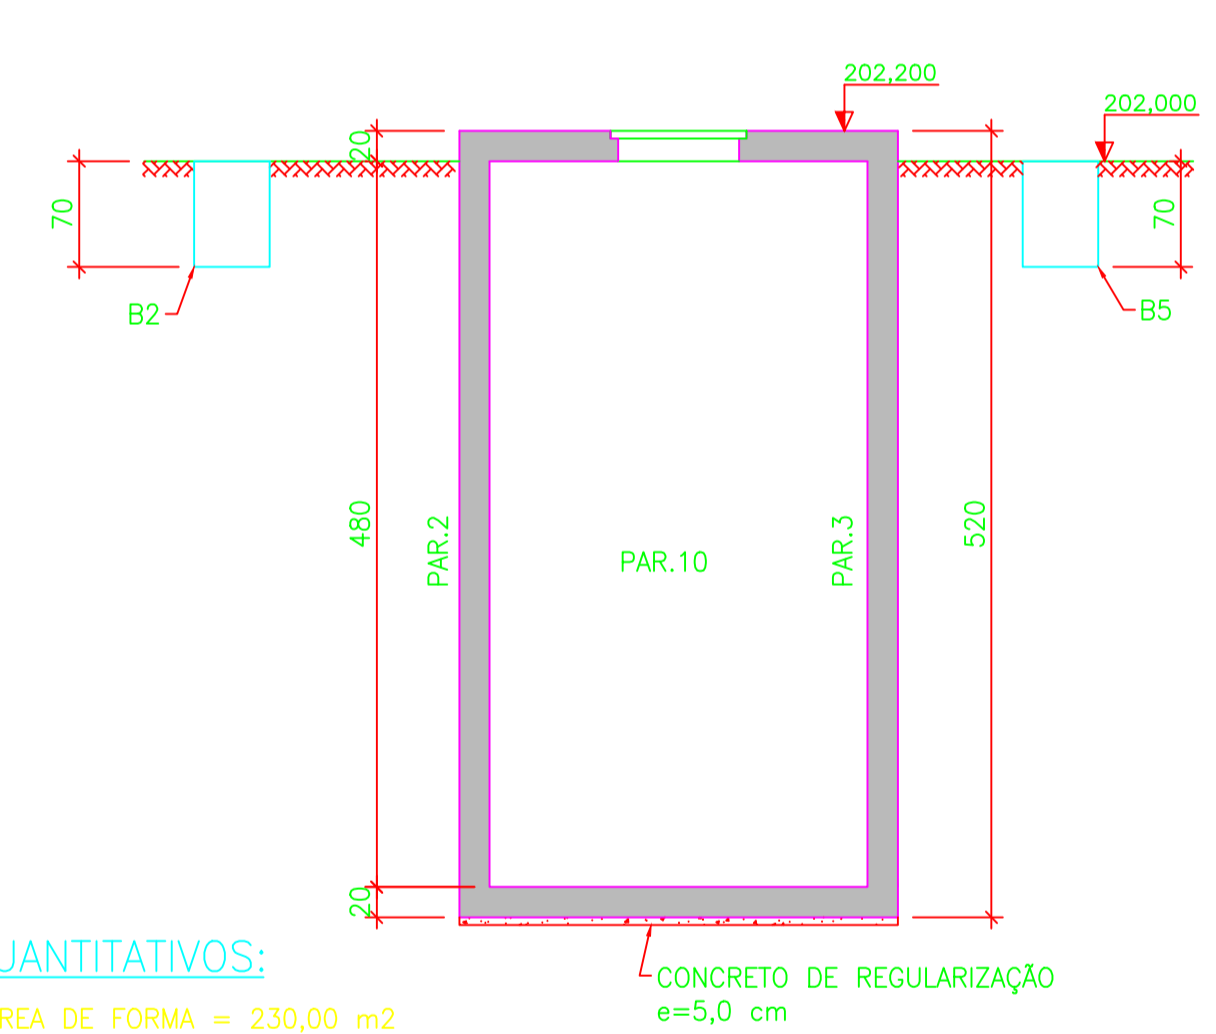 202,200
202,000
20
70
70
B2
B5
480
PAR.2
PAR.10
PAR.3
520
20
UANTITATIVOS:
CONCRETO DE REGULARIZAÇÃO
e=5,0 cm
REA DE FORMA = 230,00 m2